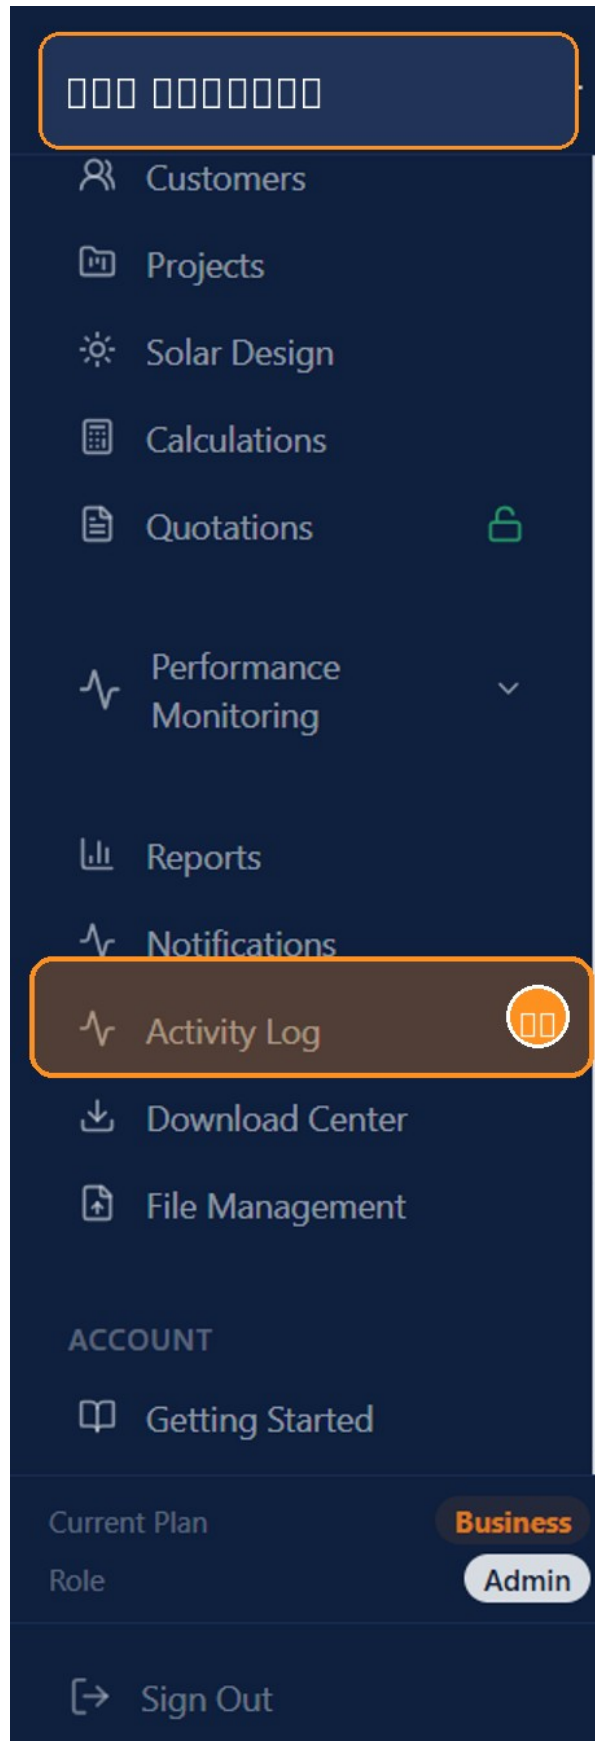 Customers
Projects
Solar Design
Calculations
Quotations
Performance
Monitoring
Reports
Notifications
Activity Log
Download Center
File Management
ACCOUNT
Getting Started
Current Plan Business
Role Admin
Sign Out